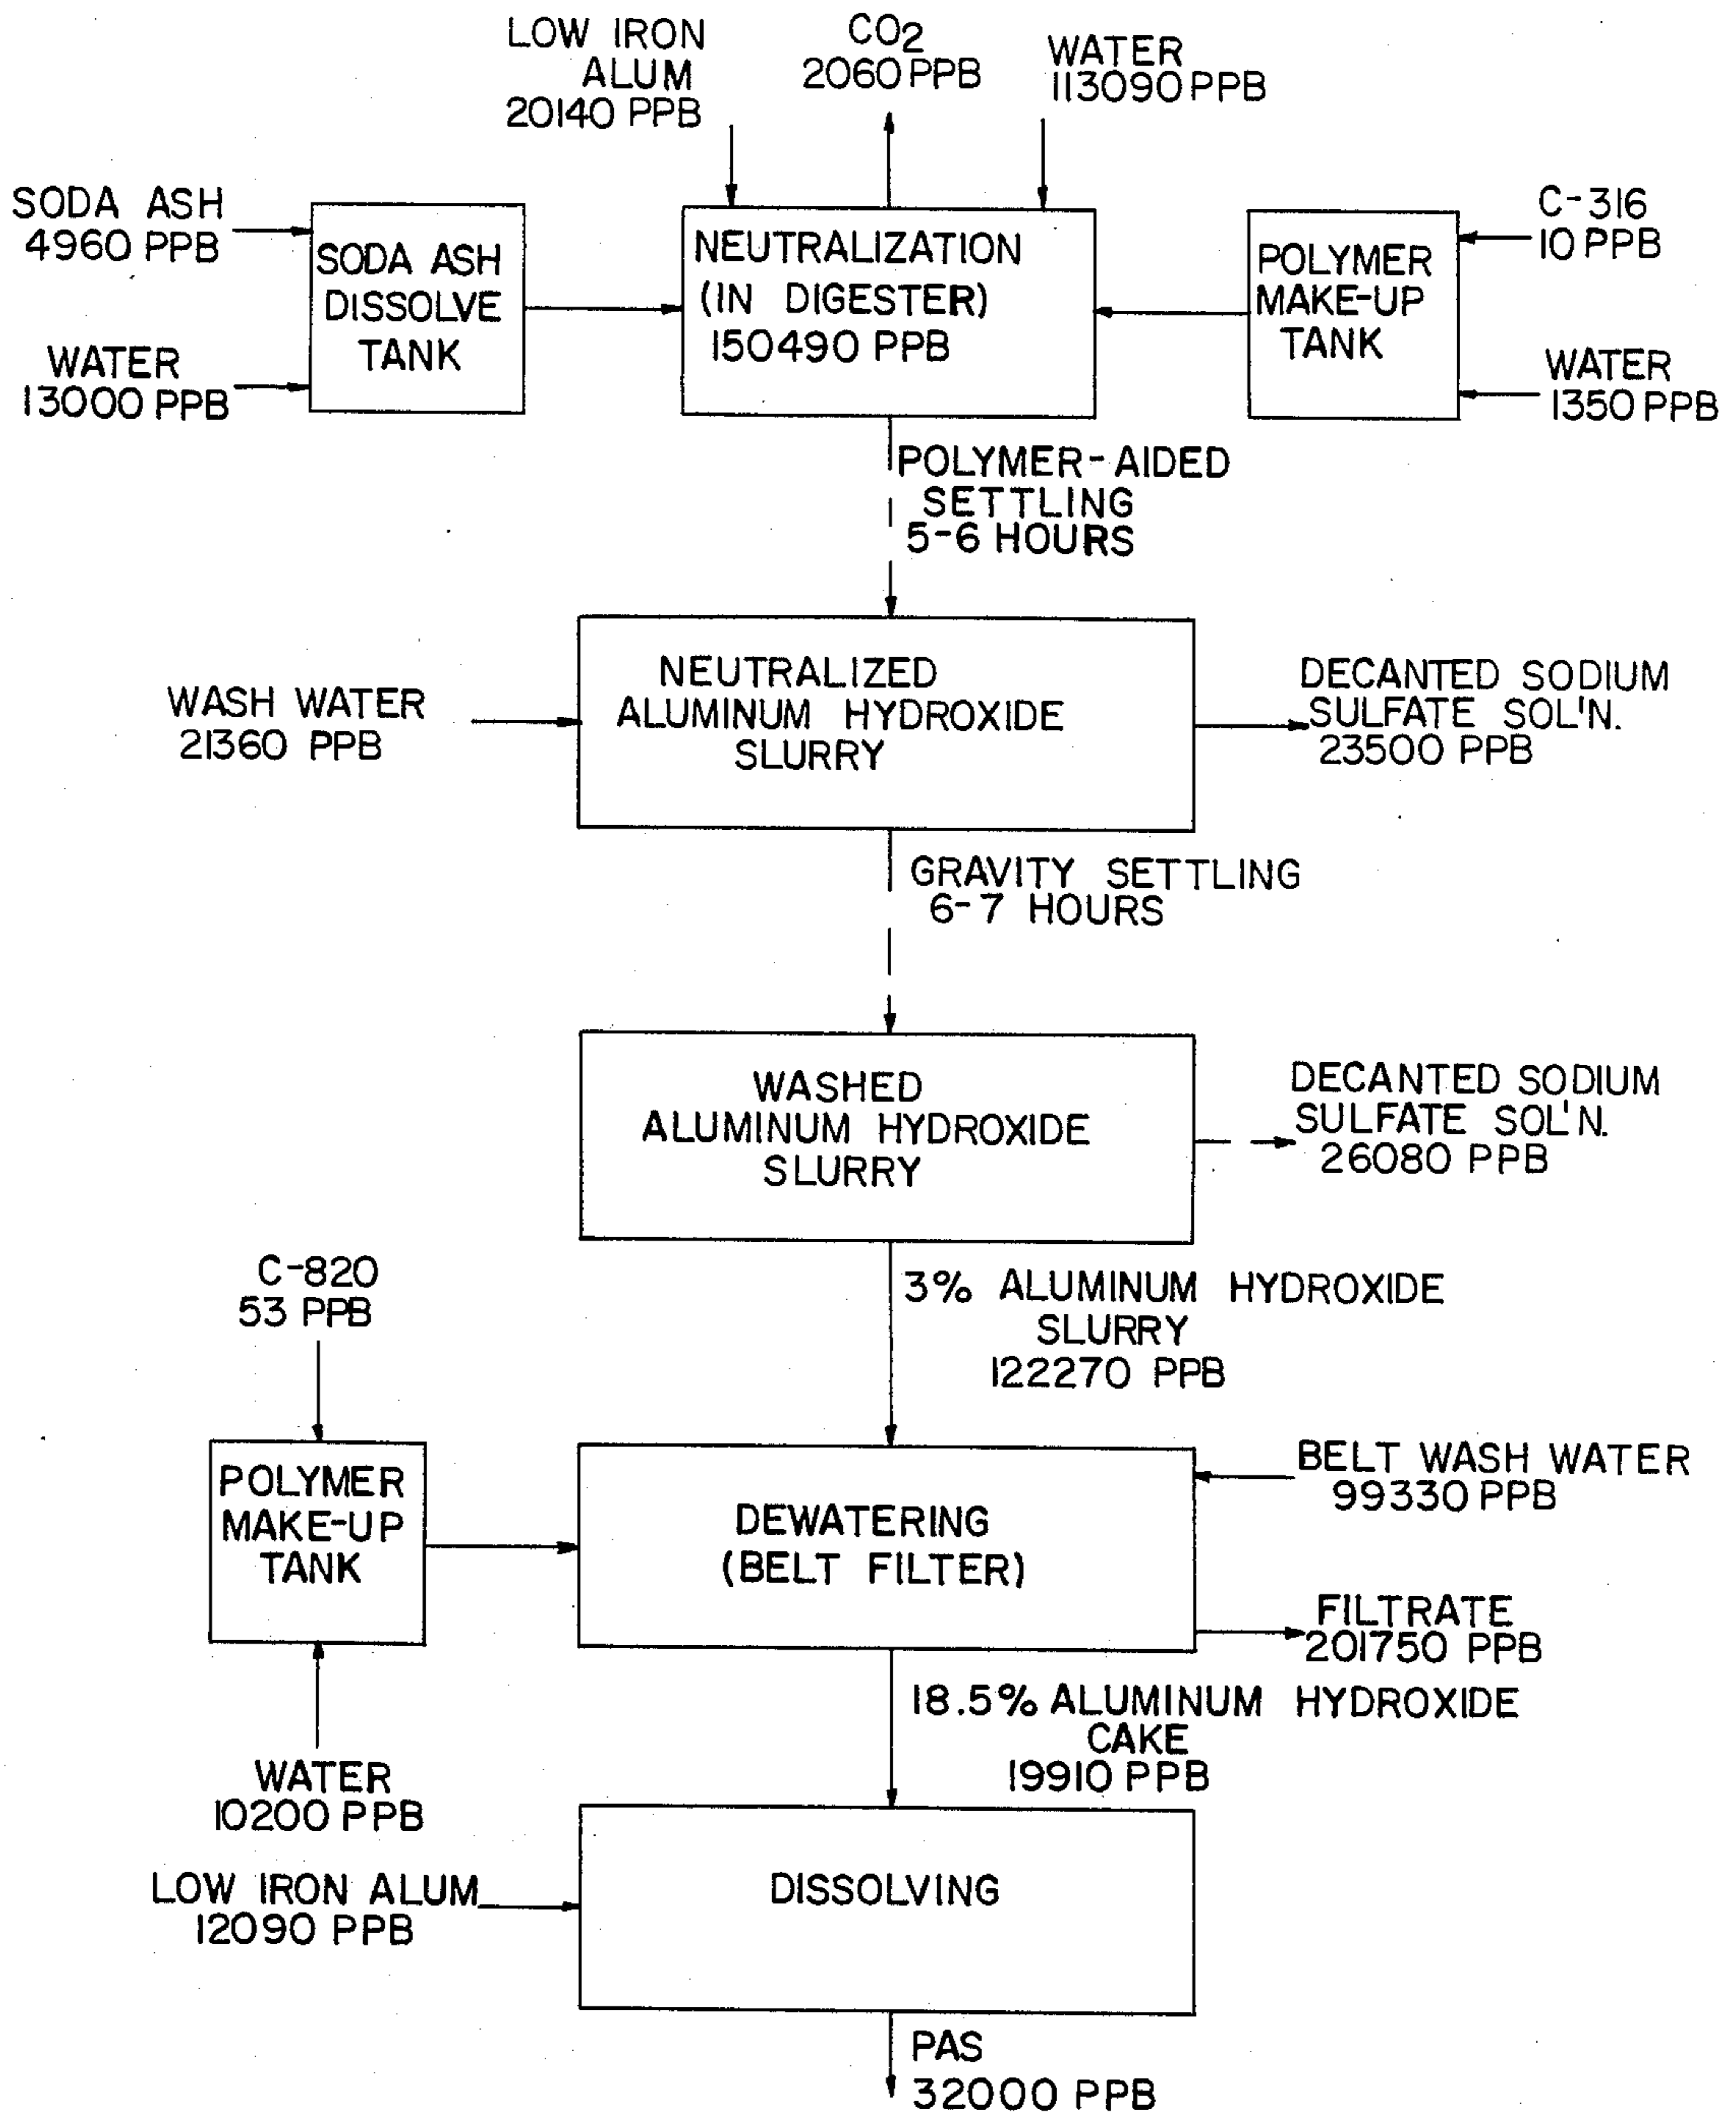 LOW IRON
ALUM
20140 PPB
CO2
2060 PPB
WATER
113090 PPB
SODA ASH
4960 PPB
WATER
13000 PPB
SODA ASH
DISSOLVE
TANK
NEUTRALIZATION
(IN DIGESTER)
150490 PPB
POLYMER
MAKE-UP
TANK
C-316
10 PPB
WATER
1350 PPB
POLYMER-AIDED
SETTLING
5-6 HOURS
WASH WATER
21360 PPB
NEUTRALIZED
ALUMINUM HYDROXIDE
SLURRY
DECANTED SODIUM
SULFATE SOL'N.
23500 PPB
GRAVITY SETTLING
6-7 HOURS
WASHED
ALUMINUM HYDROXIDE
SLURRY
DECANTED SODIUM
SULFATE SOL'N.
26080 PPB
3% ALUMINUM HYDROXIDE
SLURRY
122270 PPB
C-820
53 PPB
POLYMER
MAKE-UP
TANK
WATER
10200 PPB
DEWATERING
(BELT FILTER)
BELT WASH WATER
99330 PPB
FILTRATE
201750 PPB
18.5% ALUMINUM HYDROXIDE
CAKE
19910 PPB
LOW IRON ALUM
12090 PPB
DISSOLVING
PAS
32000 PPB